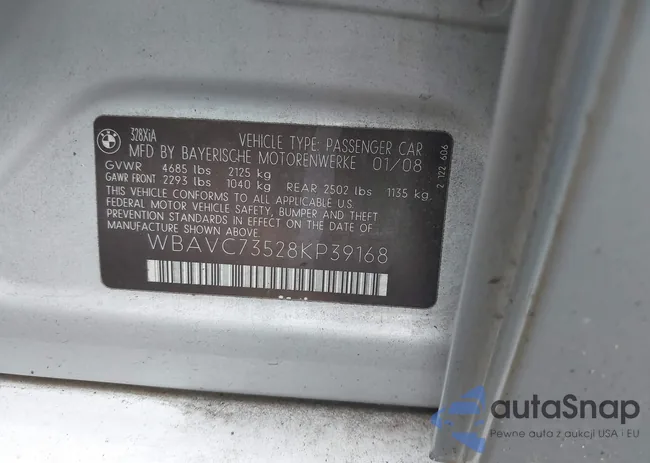 BMW
328XiA
VEHICLE TYPE: PASSENGER CAR
MFD BY BAYERISCHE MOTORENWERKE 01/08
GVWR 4685 lbs 2125 kg
GAWR FRONT 2293 lbs 1040 kg REAR 2502 lbs 1135 kg
THIS VEHICLE CONFORMS TO ALL APPLICABLE U.S.
FEDERAL MOTOR VEHICLE SAFETY, BUMPER AND THEFT
PREVENTION STANDARDS IN EFFECT ON THE DATE OF
MANUFACTURE SHOWN ABOVE.
WBAVC73528KP39168
2 122 606
autaSnap
Pewne auta z aukcji USA i EU